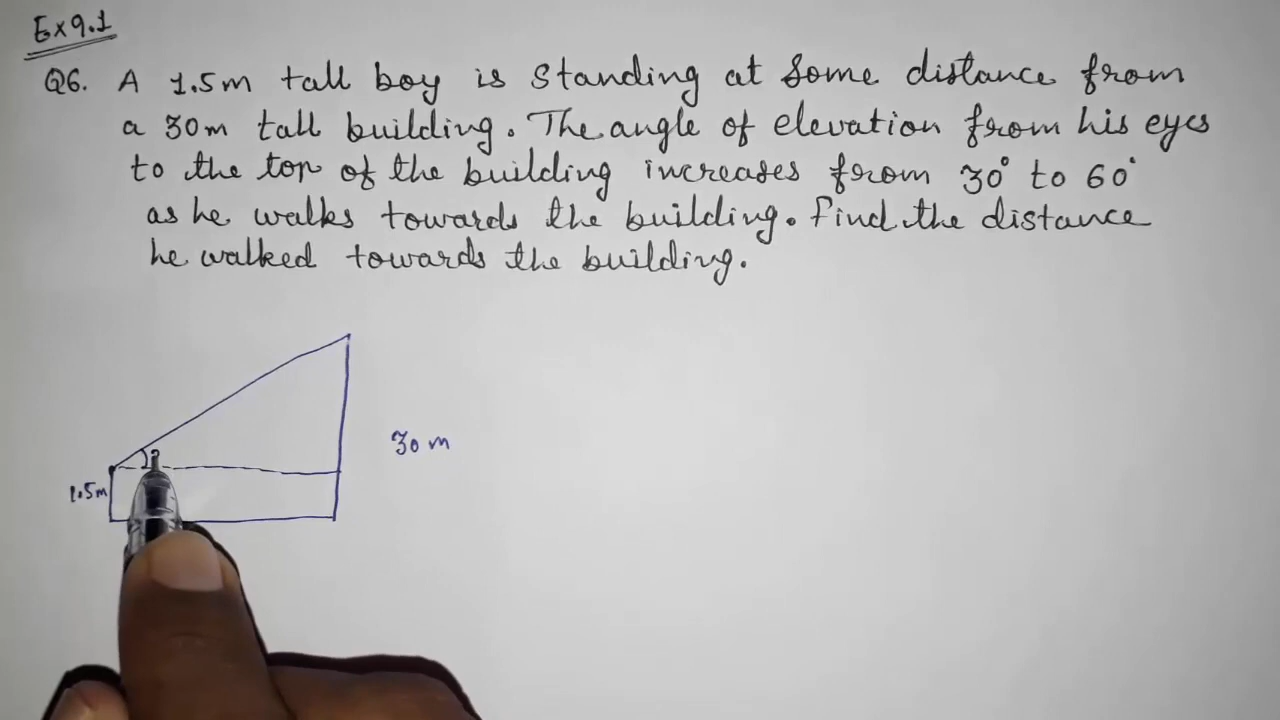 Ex 9.1
Q6. A 1.5m tall boy is standing at some distance from
a 30m tall building. The angle of elevation from his eyes
to the top of the building increases from 30° to 60°
as he walks towards the building. Find the distance
he walked towards the building.
30 m
1.5m